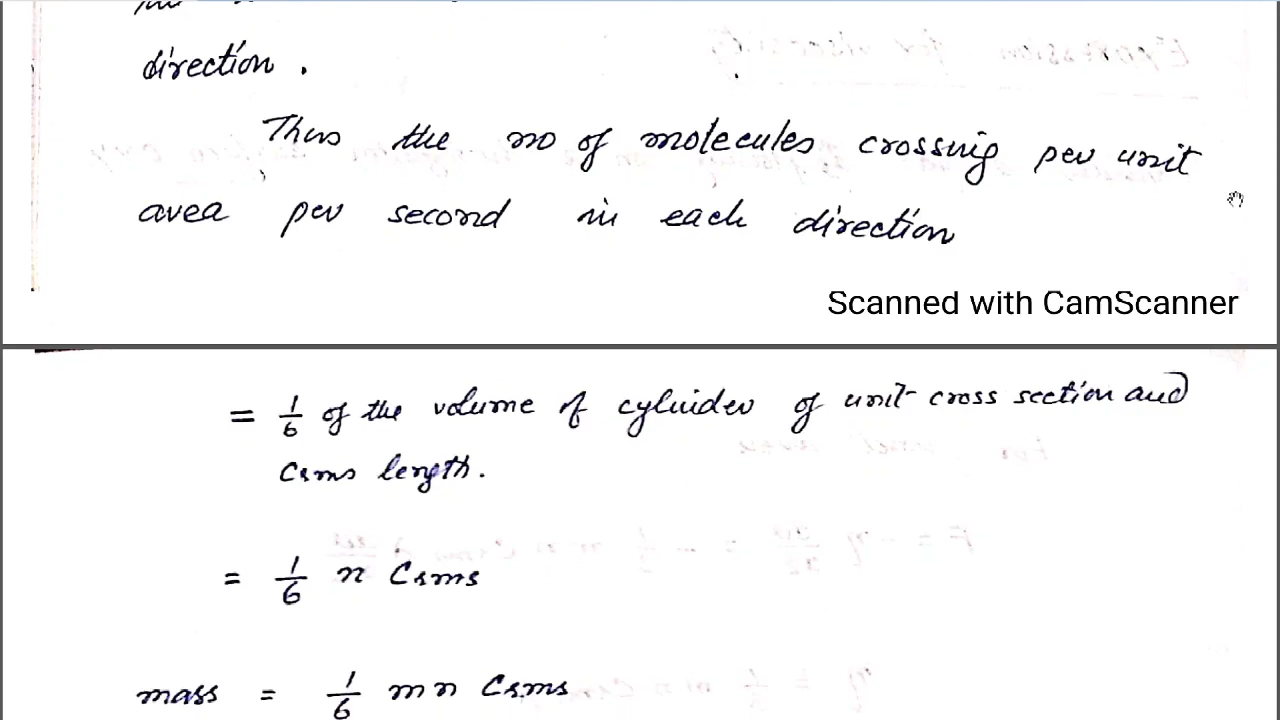 direction.
Thus the no of molecules crossing per unit
area per second in each direction
Scanned with CamScanner
= 1/6 of the volume of cylinder of unit cross section and
Crms length.
= 1/6 n Crms
mass = 1/6 m n Crms